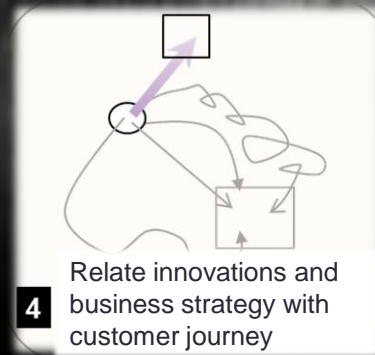 4
Relate innovations and
business strategy with
customer journey